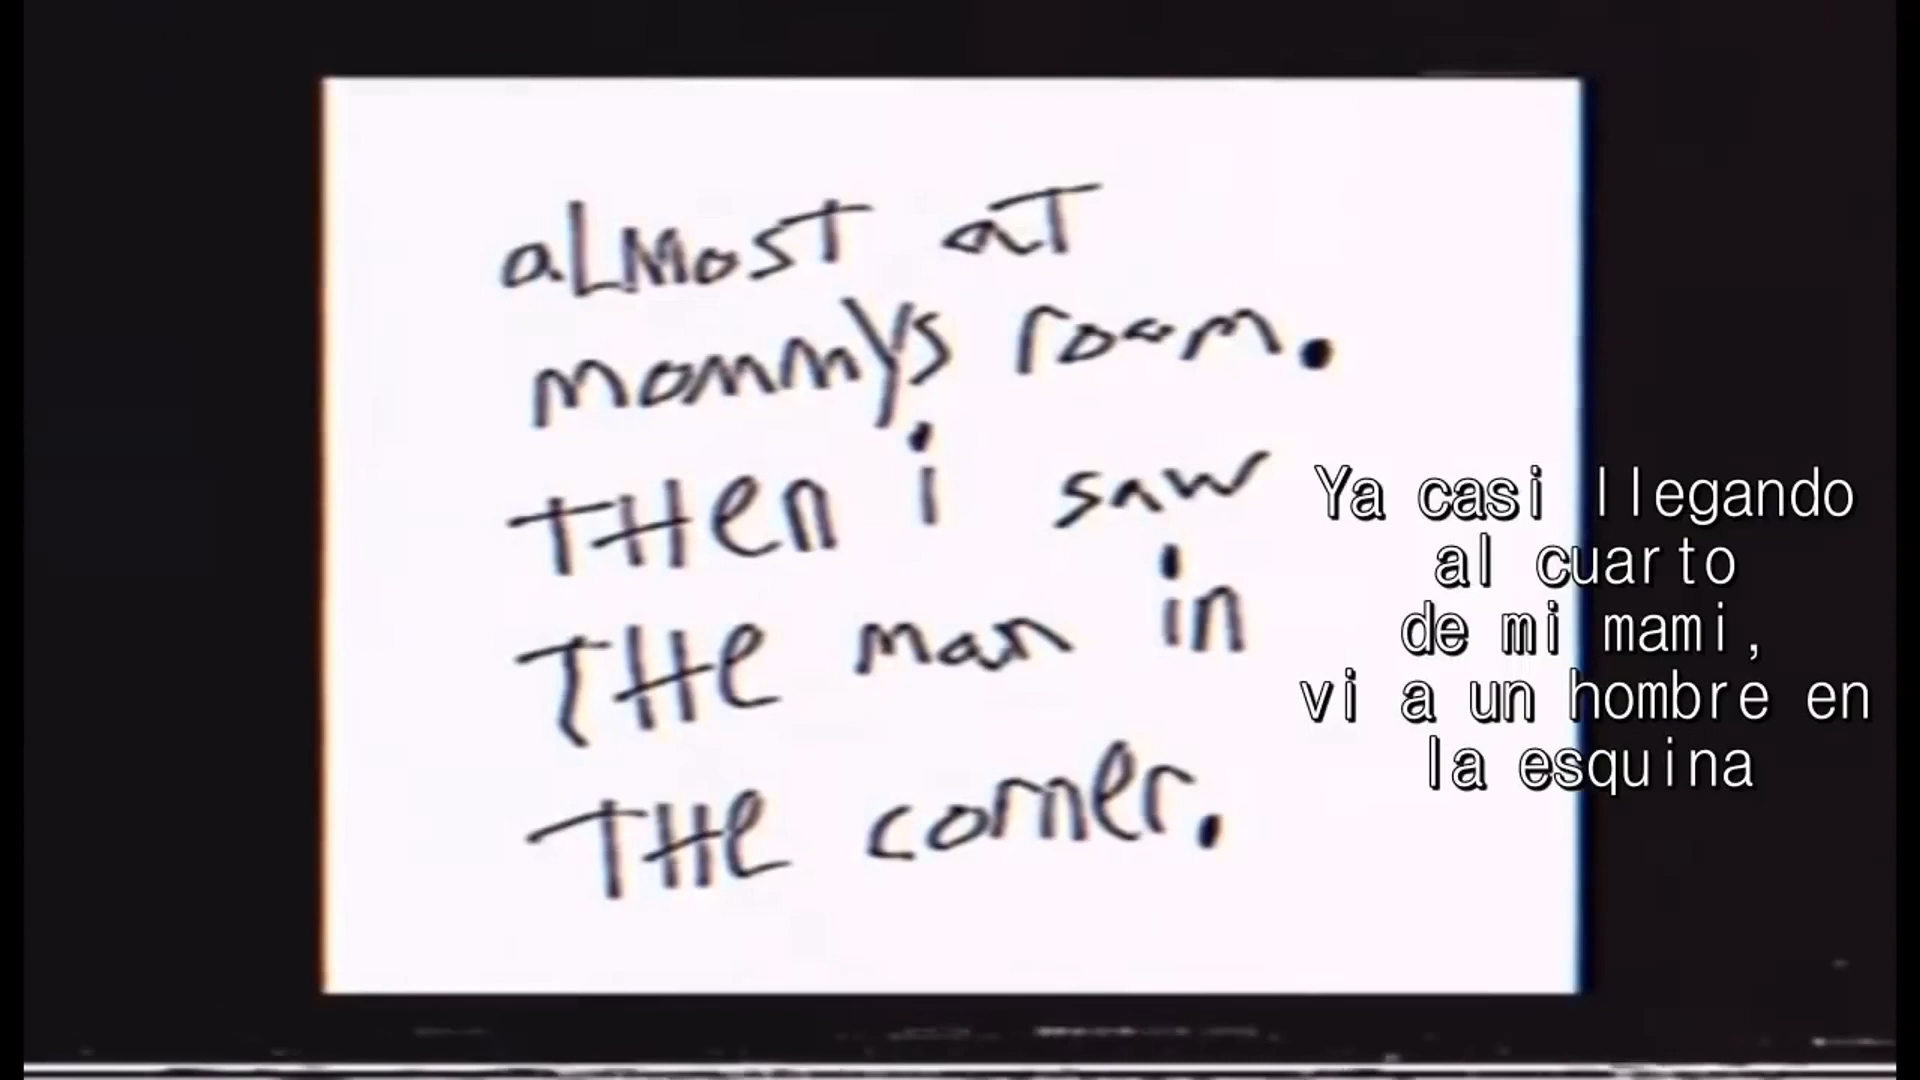 aLMosT aT
mommys room.
THen i saw
THe man in
THe corner.
Ya casi llegando
al cuarto
de mi mami,
vi a un hombre en
la esquina